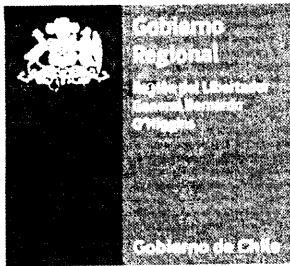 Gobierno
Regional
Región del Libertador
General Bernardo
O'Higgins
Gobierno de Chile